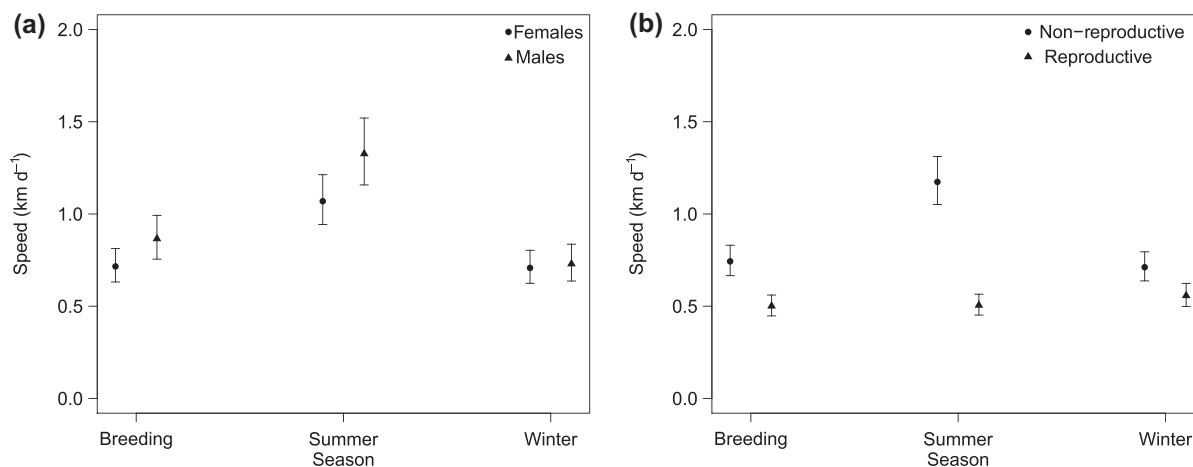 (a)
2.0
1.5
1.0
0.5
0.0
Speed (km d⁻¹)
Females
Males
Breeding Summer Winter
Season
(b)
2.0
1.5
1.0
0.5
0.0
Speed (km d⁻¹)
Non−reproductive
Reproductive
Breeding Summer Winter
Season